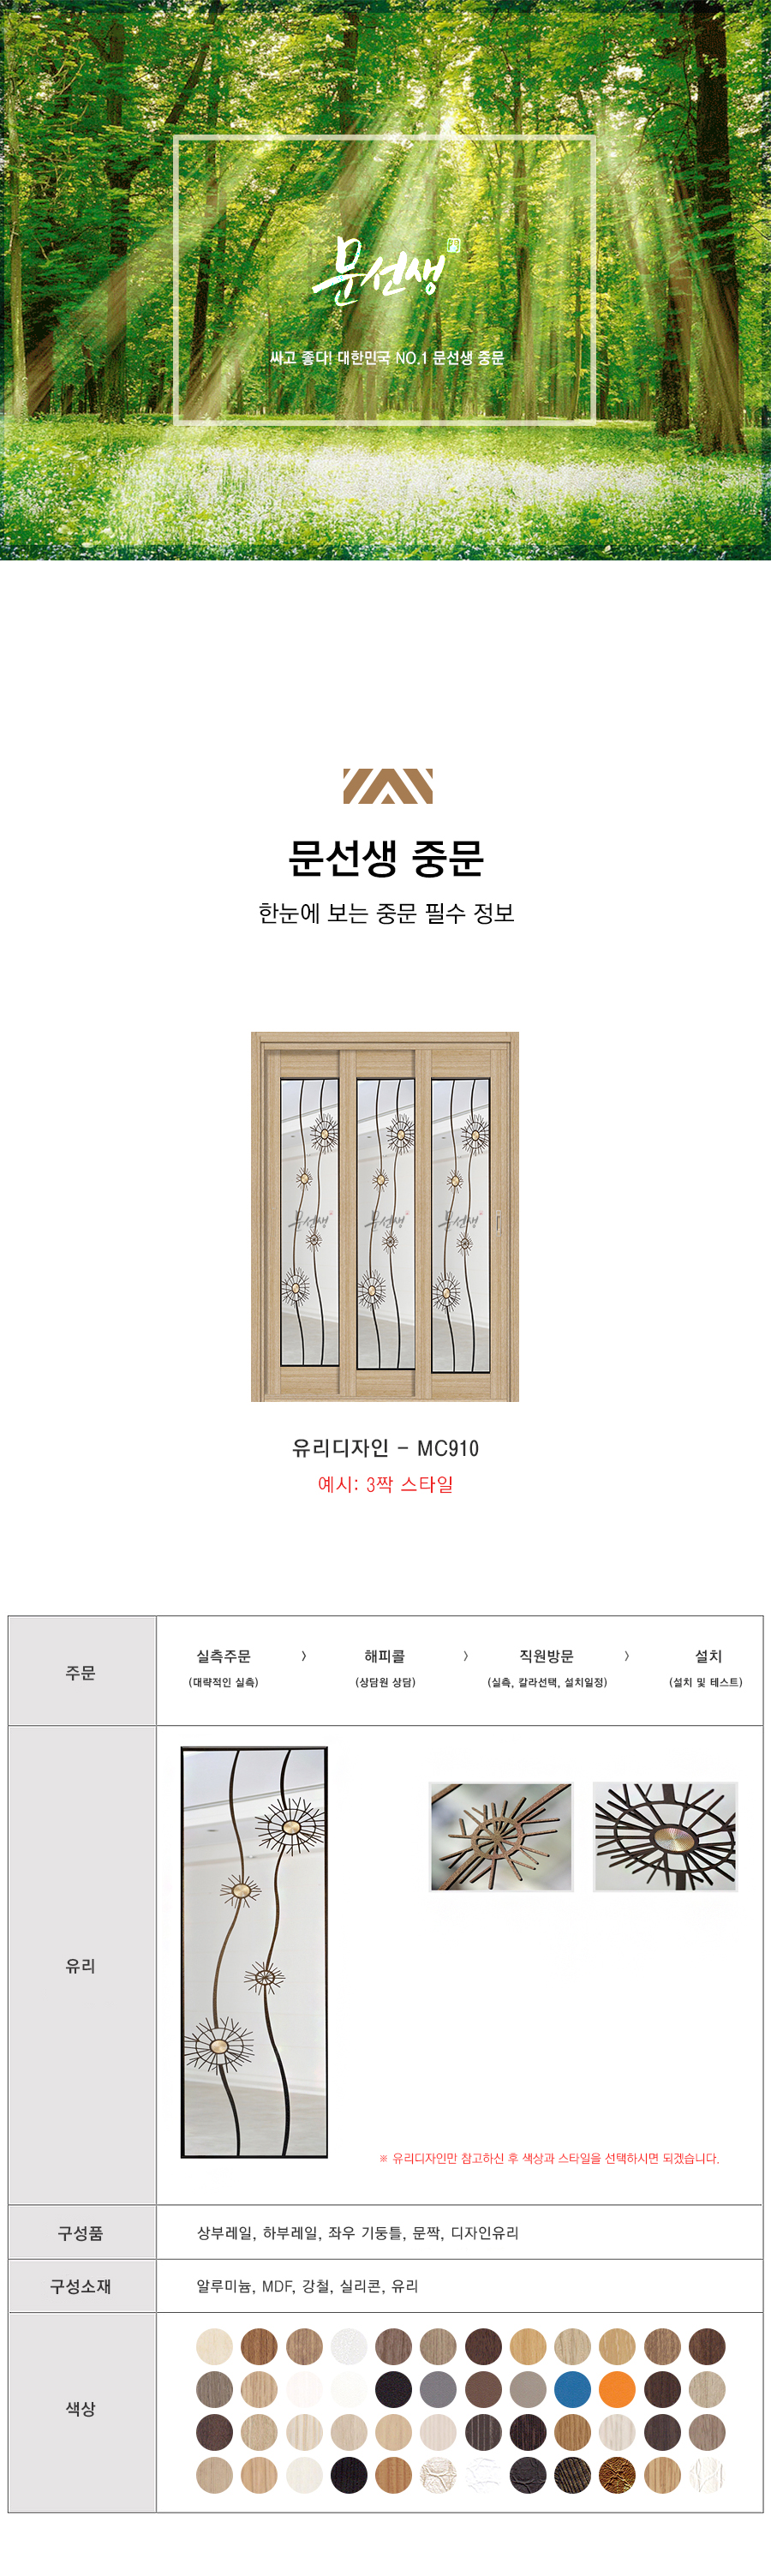 문선생
싸고 좋다! 대한민국 NO.1 문선생 중문
문선생 중문
한눈에 보는 중문 필수 정보
문선생 문선생 문선생
유리디자인 - MC910
예시: 3짝 스타일
주문
실측주문 > 해피콜 > 직원방문 > 설치
(대략적인 실측) (상담원 상담) (실측, 칼라선택, 설치일정) (설치 및 테스트)
유리
※ 유리디자인만 참고하신 후 색상과 스타일을 선택하시면 되겠습니다.
구성품
상부레일, 하부레일, 좌우 기둥틀, 문짝, 디자인유리
구성소재
알루미늄, MDF, 강철, 실리콘, 유리
색상